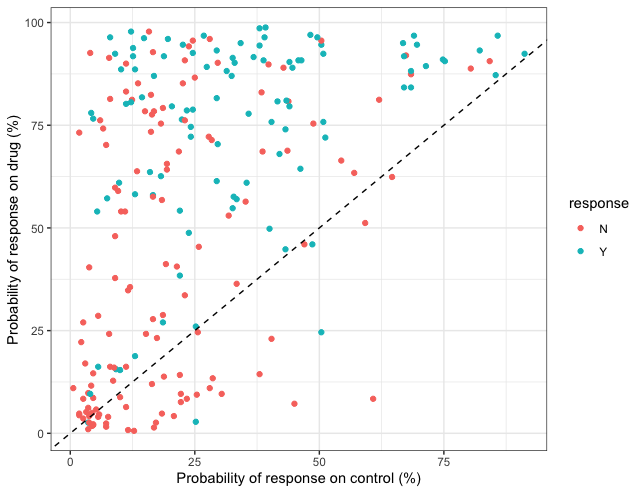 100
75
50
25
0
Probability of response on drug (%)
0
25
50
75
Probability of response on control (%)
response
N
Y